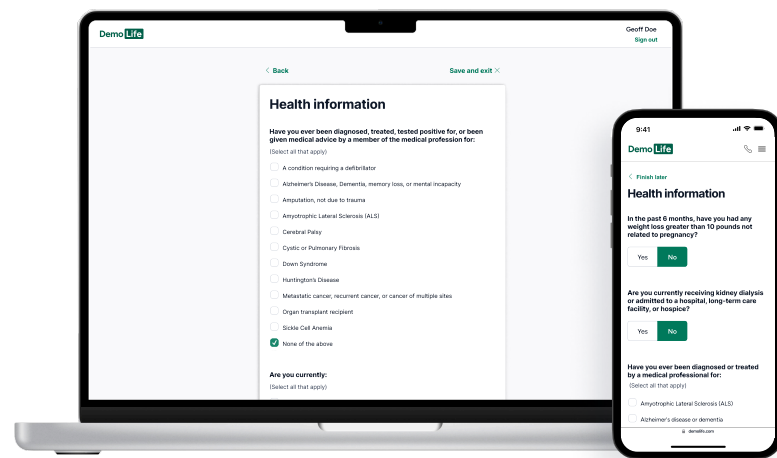 Demo Life
Geoff Doe
Sign out
Back
Save and exit
Health information
Have you ever been diagnosed, treated, tested positive for, or been
given medical advice by a member of the medical profession for:
(Select all that apply)
A condition requiring a defibrillator
Alzheimer's Disease, Dementia, memory loss, or mental incapacity
Amputation, not due to trauma
Amyotrophic Lateral Sclerosis (ALS)
Cerebral Palsy
Cystic or Pulmonary Fibrosis
Down Syndrome
Huntington's Disease
Metastatic cancer, recurrent cancer, or cancer of multiple sites
Organ transplant recipient
Sickle Cell Anemia
None of the above
Are you currently:
(Select all that apply)
9:41
Demo Life
Finish later
Health information
In the past 6 months, have you had any
weight loss greater than 10 pounds not
related to pregnancy?
Yes No
Are you currently receiving kidney dialysis
or admitted to a hospital, long-term care
facility, or hospice?
Yes No
Have you ever been diagnosed or treated
by a medical professional for:
(Select all that apply)
Amyotrophic Lateral Sclerosis (ALS)
Alzheimer's disease or dementia
demolife.com